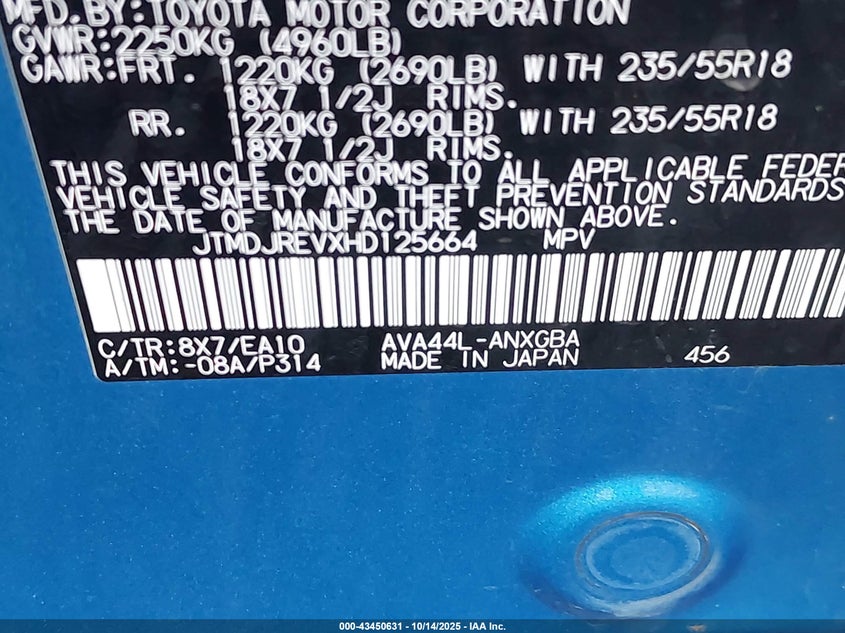 MFD. BY: TOYOTA MOTOR CORPORATION
GVWR: 2250KG (4960LB)
GAWR: FRT. 1220KG (2690LB) WITH 235/55R18
18X7 1/2J RIMS.
RR. 1220KG (2690LB) WITH 235/55R18
18X7 1/2J RIMS.
THIS VEHICLE CONFORMS TO ALL APPLICABLE FEDER
VEHICLE SAFETY AND THEFT PREVENTION STANDARDS
THE DATE OF MANUFACTURE SHOWN ABOVE.
JTMDJREVXHD125664 MPV
C/TR: 8X7/EA10 AVA44L-ANXGBA
A/TM: -08A/P314 MADE IN JAPAN 456
000-43450631 - 10/14/2025 - IAA Inc.